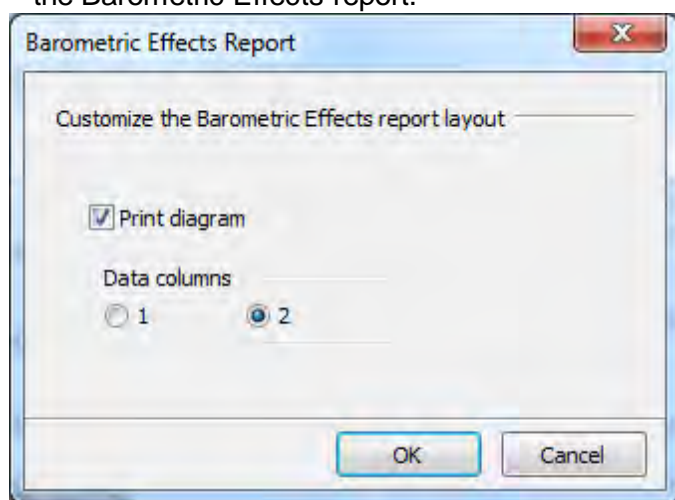 the Barometric Effects report.
Barometric Effects Report
Customize the Barometric Effects report layout
Print diagram
Data columns
1 2
OK Cancel